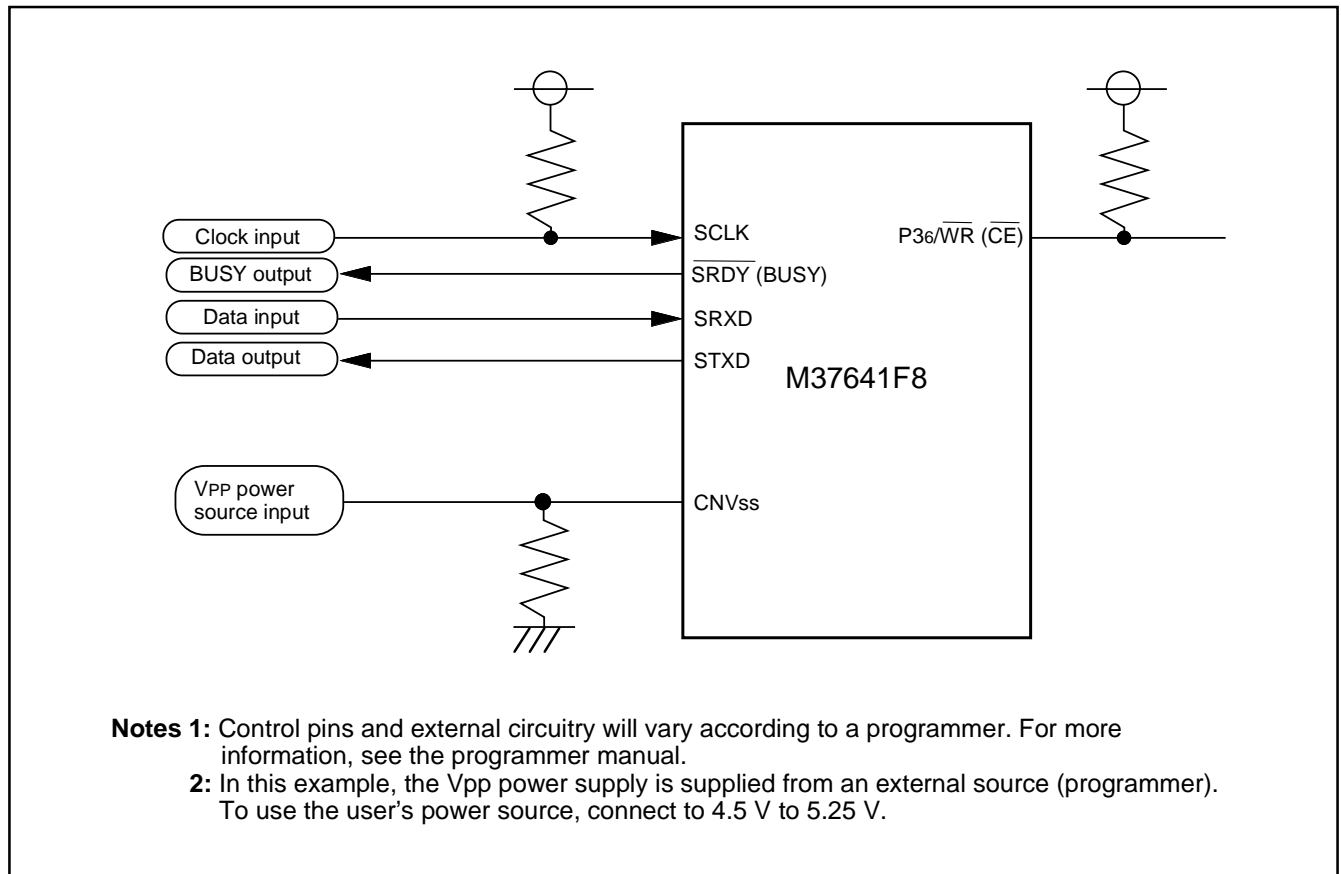 Clock input
BUSY output
Data input
Data output
VPP power
source input
SCLK
SRDY (BUSY)
SRXD
STXD
CNVss
P36/WR (CE)
M37641F8
Notes 1: Control pins and external circuitry will vary according to a programmer. For more
information, see the programmer manual.
2: In this example, the Vpp power supply is supplied from an external source (programmer).
To use the user's power source, connect to 4.5 V to 5.25 V.